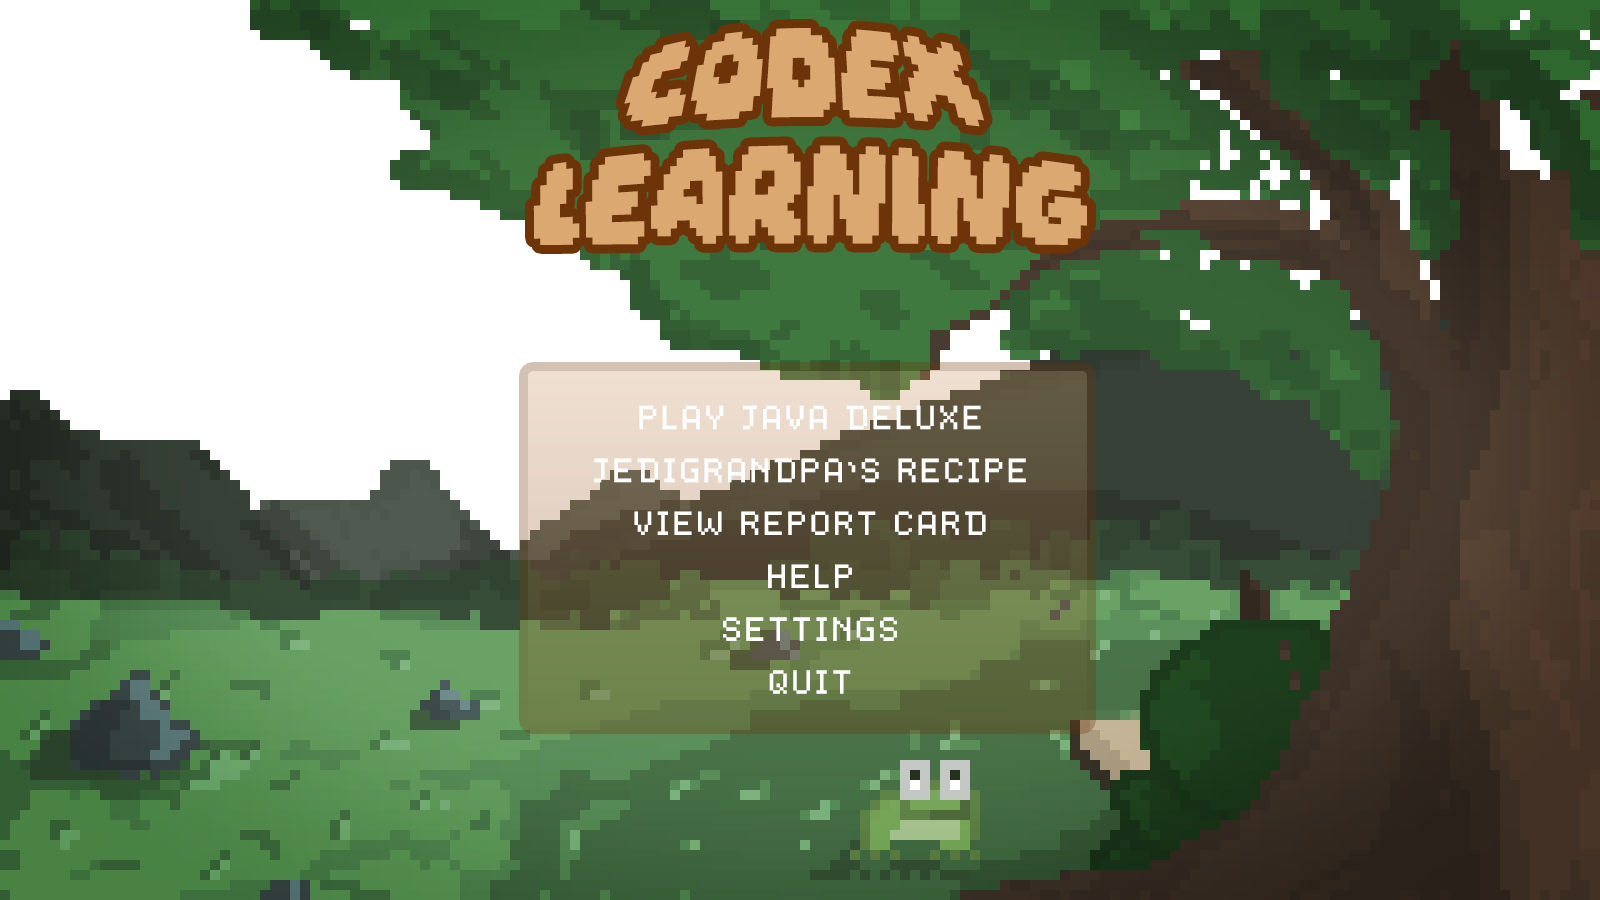 CODEX
LEARNING
PLAY JAVA DELUXE
JEDIGRANDPA'S RECIPE
VIEW REPORT CARD
HELP
SETTINGS
QUIT